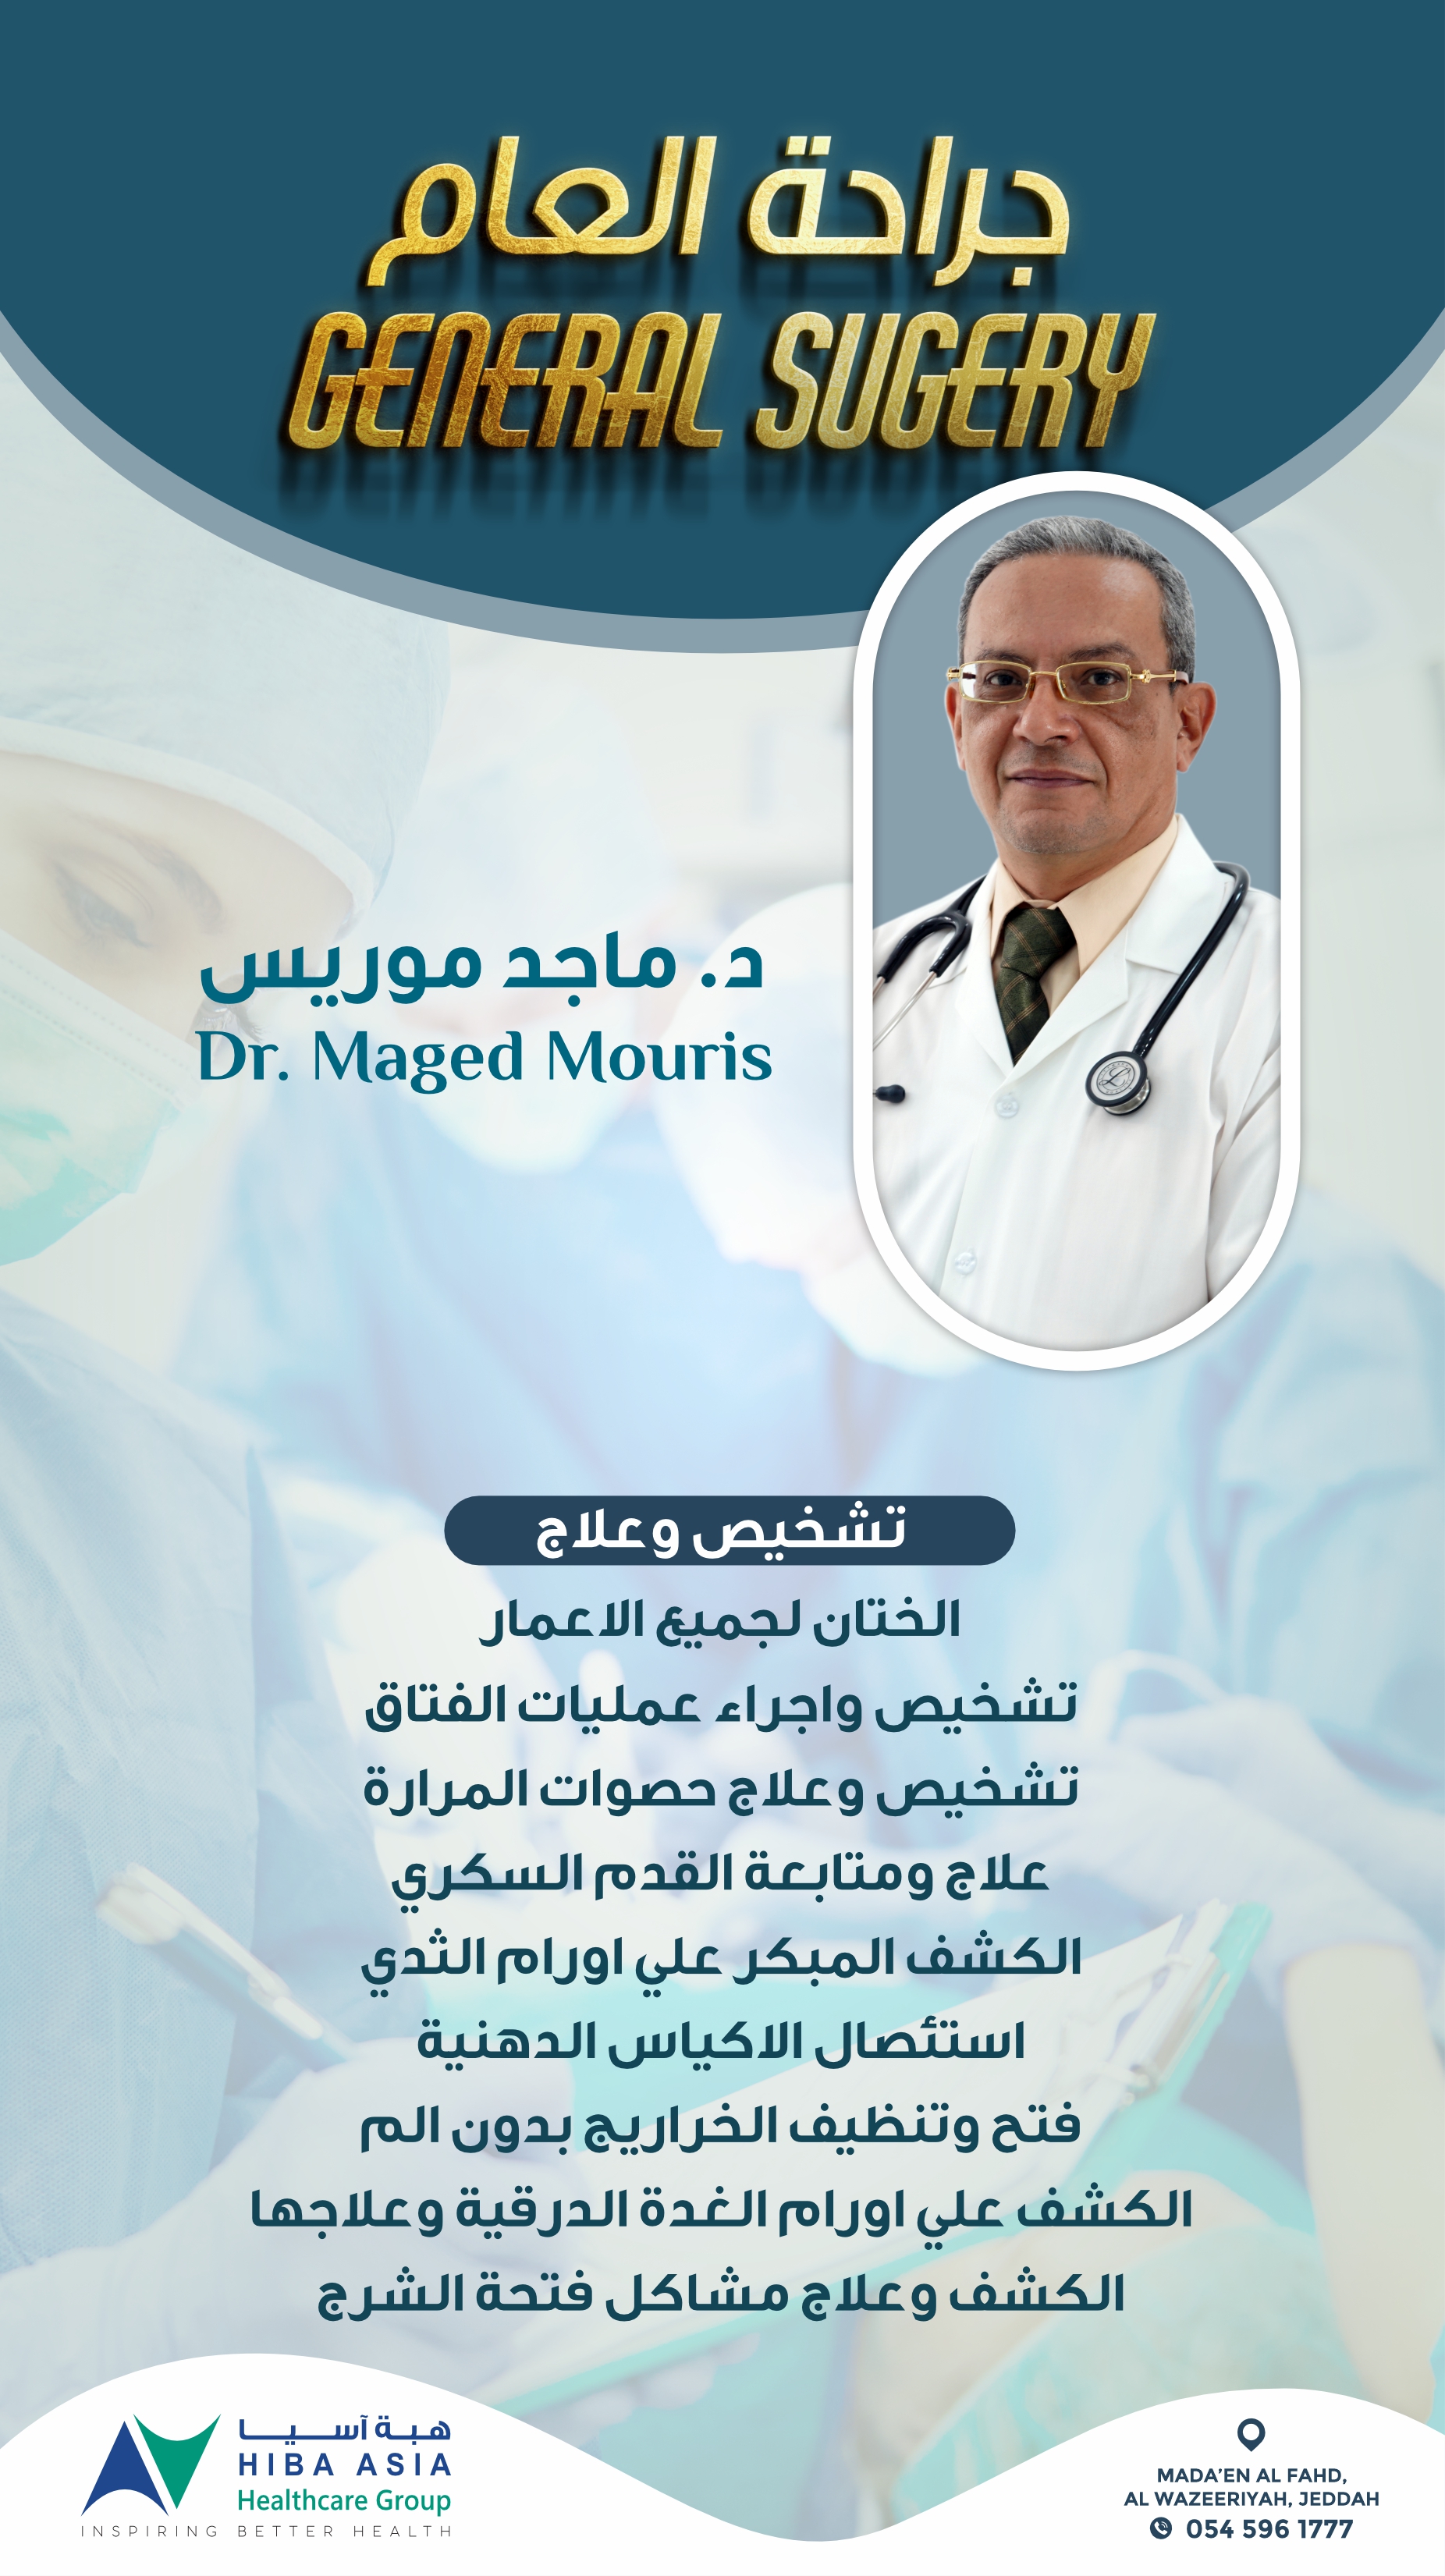 جراحة العام
GENERAL SUGERY
د. ماجد موريس
Dr. Maged Mouris
تشخيص وعلاج
الختان لجميع الاعمار
تشخيص واجراء عمليات الفتاق
تشخيص وعلاج حصوات المرارة
علاج ومتابعة القدم السكري
الكشف المبكر علي اورام الثدي
استئصال الاكياس الدهنية
فتح وتنظيف الخراريج بدون الم
الكشف علي اورام الغدة الدرقية وعلاجها
الكشف وعلاج مشاكل فتحة الشرج
هبة آسيا
HIBA ASIA
Healthcare Group
INSPIRING BETTER HEALTH
MADA'EN AL FAHD,
AL WAZEERIYAH, JEDDAH
054 596 1777